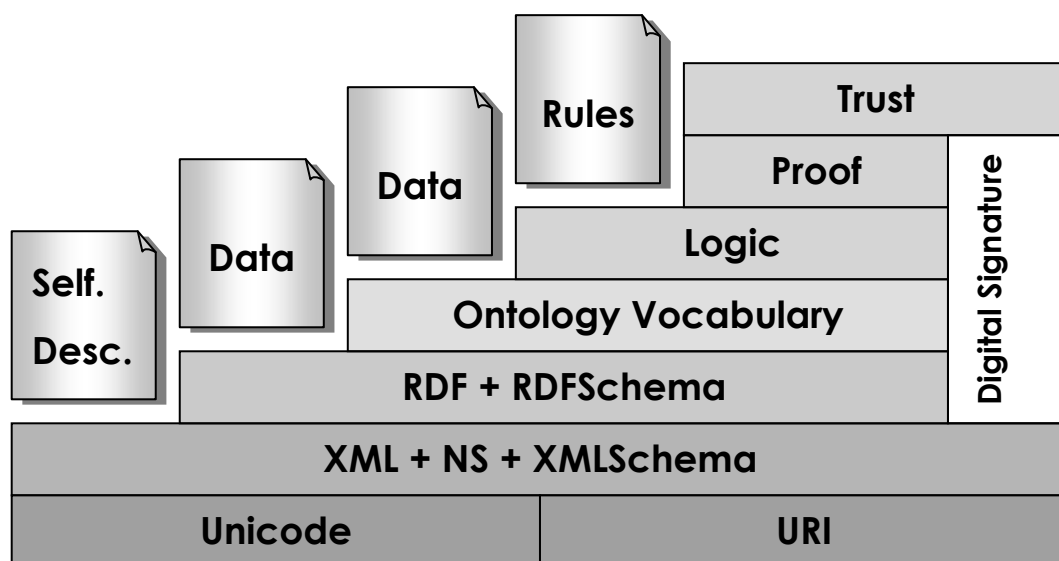 Trust
Rules
Proof
Data
Logic
Data
Self.
Desc.
Ontology Vocabulary
Digital Signature
RDF + RDFSchema
XML + NS + XMLSchema
Unicode
URI